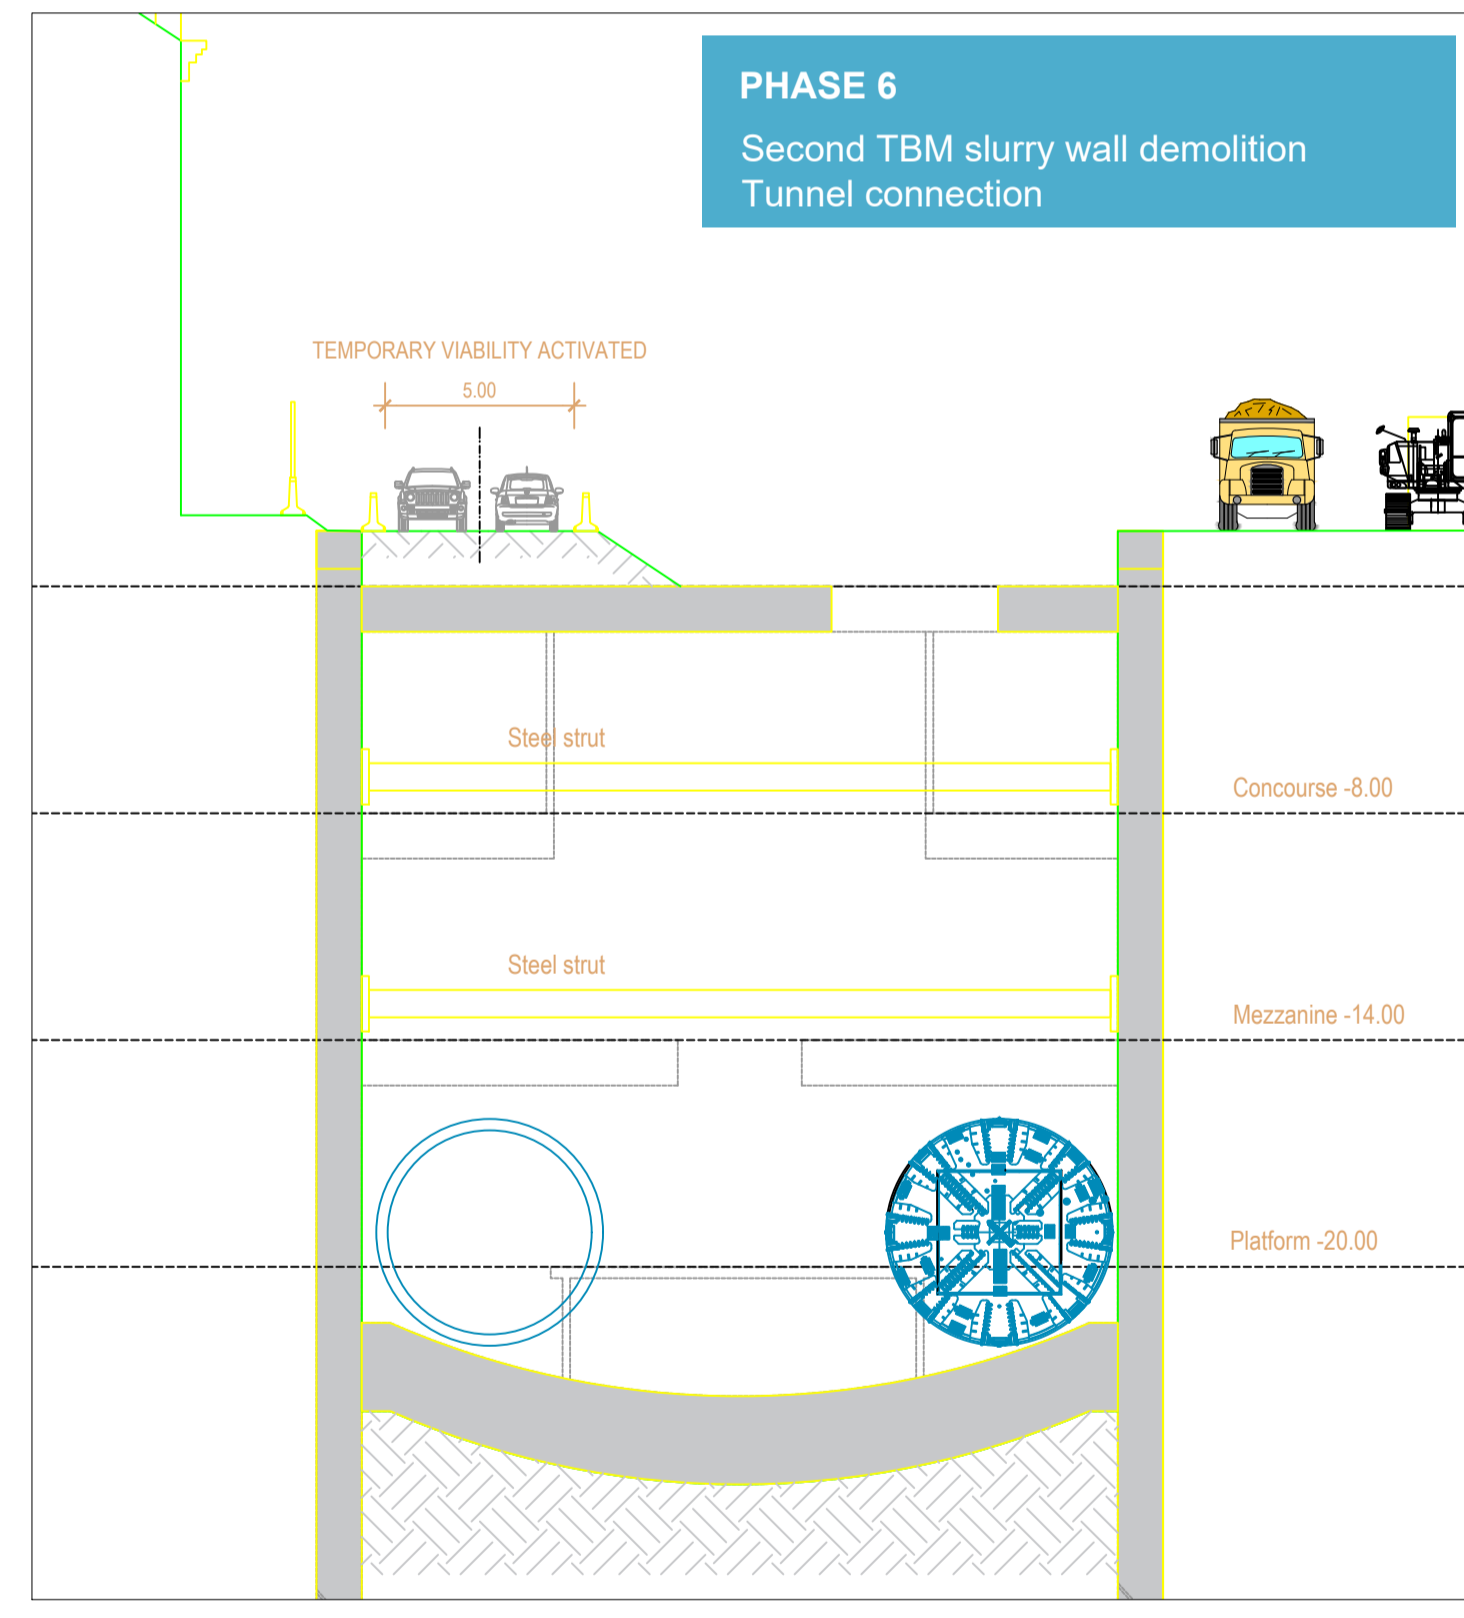 PHASE 6
Second TBM slurry wall demolition
Tunnel connection
TEMPORARY VIABILITY ACTIVATED
5.00
Steel strut
Concourse -8.00
Steel strut
Mezzanine -14.00
Platform -20.00